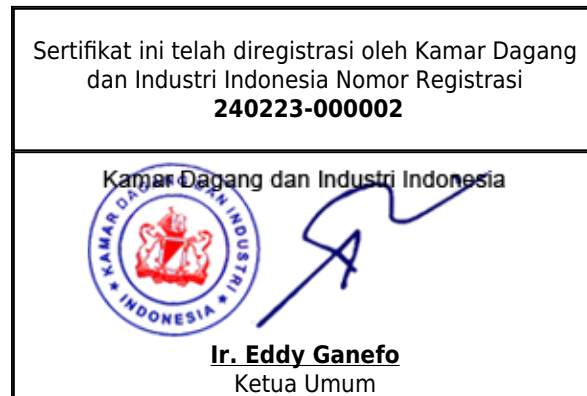 Sertifikat ini telah diregistrasi oleh Kamar Dagang
dan Industri Indonesia Nomor Registrasi
240223-000002
Kamar Dagang dan Industri Indonesia
KAMAR DAGANG DAN INDUSTRI
★ INDONESIA ★
Ir. Eddy Ganefo
Ketua Umum